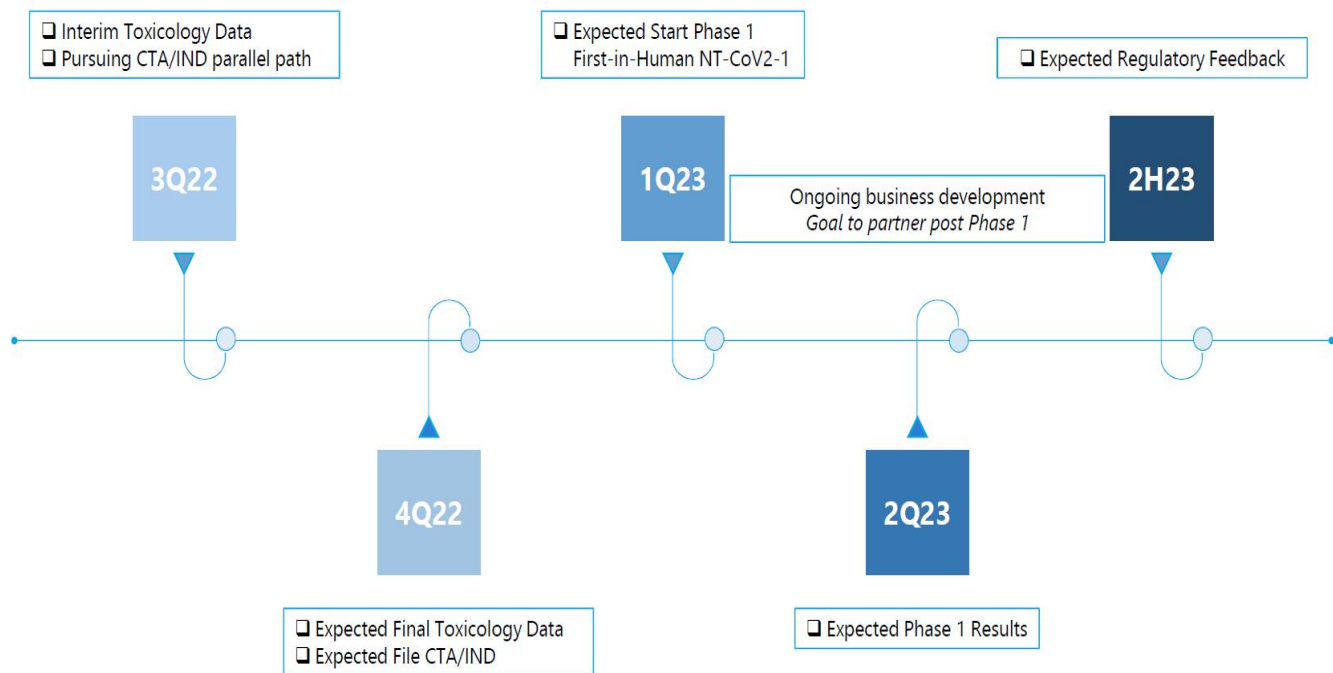 ❑ Interim Toxicology Data
❑ Pursuing CTA/IND parallel path
3Q22
❑ Expected Final Toxicology Data
❑ Expected File CTA/IND
4Q22
❑ Expected Start Phase 1
First-in-Human NT-CoV2-1
1Q23
Ongoing business development
Goal to partner post Phase 1
2Q23
❑ Expected Phase 1 Results
❑ Expected Regulatory Feedback
2H23